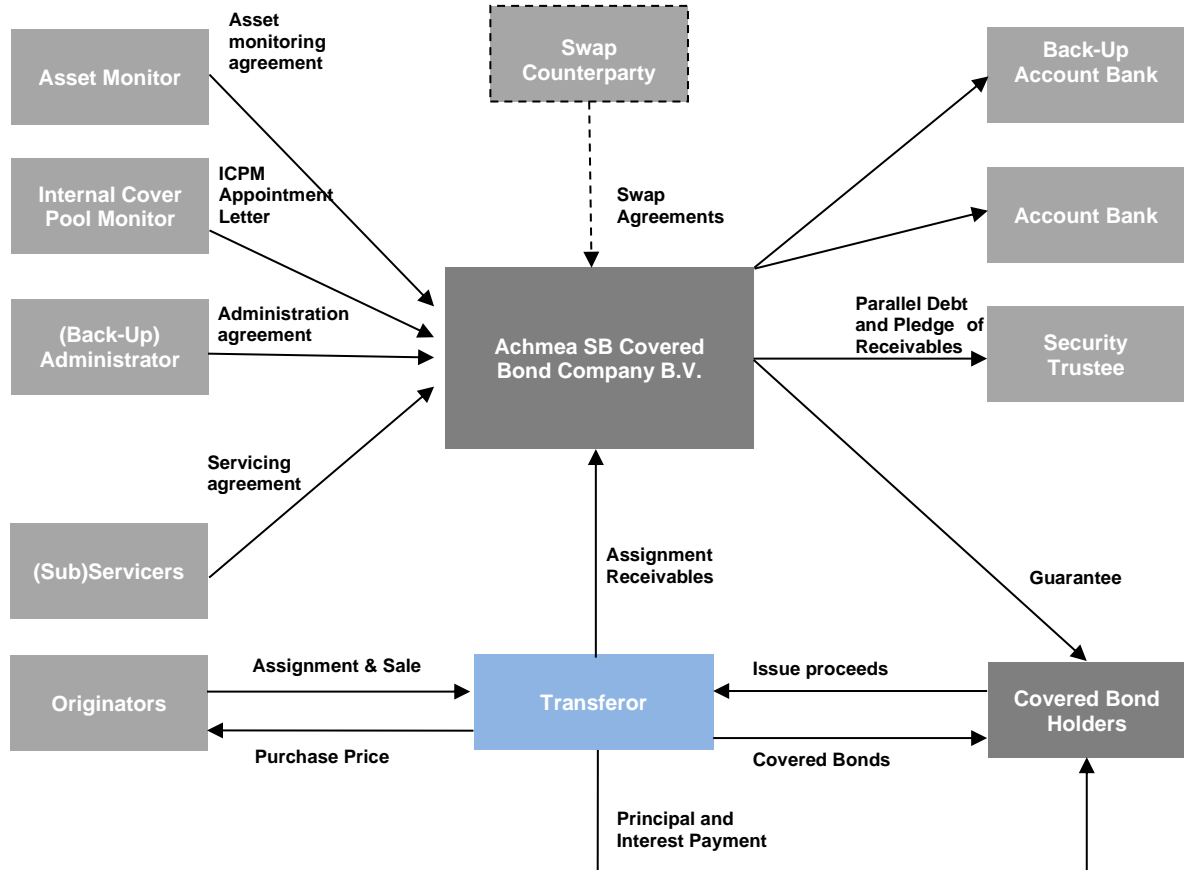 Asset
monitoring
agreement
Asset Monitor
Swap
Counterparty
Back-Up
Account Bank
Internal Cover
Pool Monitor
ICPM
Appointment
Letter
Swap
Agreements
Account Bank
(Back-Up)
Administrator
Administration
agreement
Achmea SB Covered
Bond Company B.V.
Parallel Debt
and Pledge of
Receivables
Security
Trustee
Servicing
agreement
(Sub)Servicers
Assignment
Receivables
Guarantee
Originators
Assignment & Sale
Purchase Price
Transferor
Issue proceeds
Covered Bonds
Covered Bond
Holders
Principal and
Interest Payment